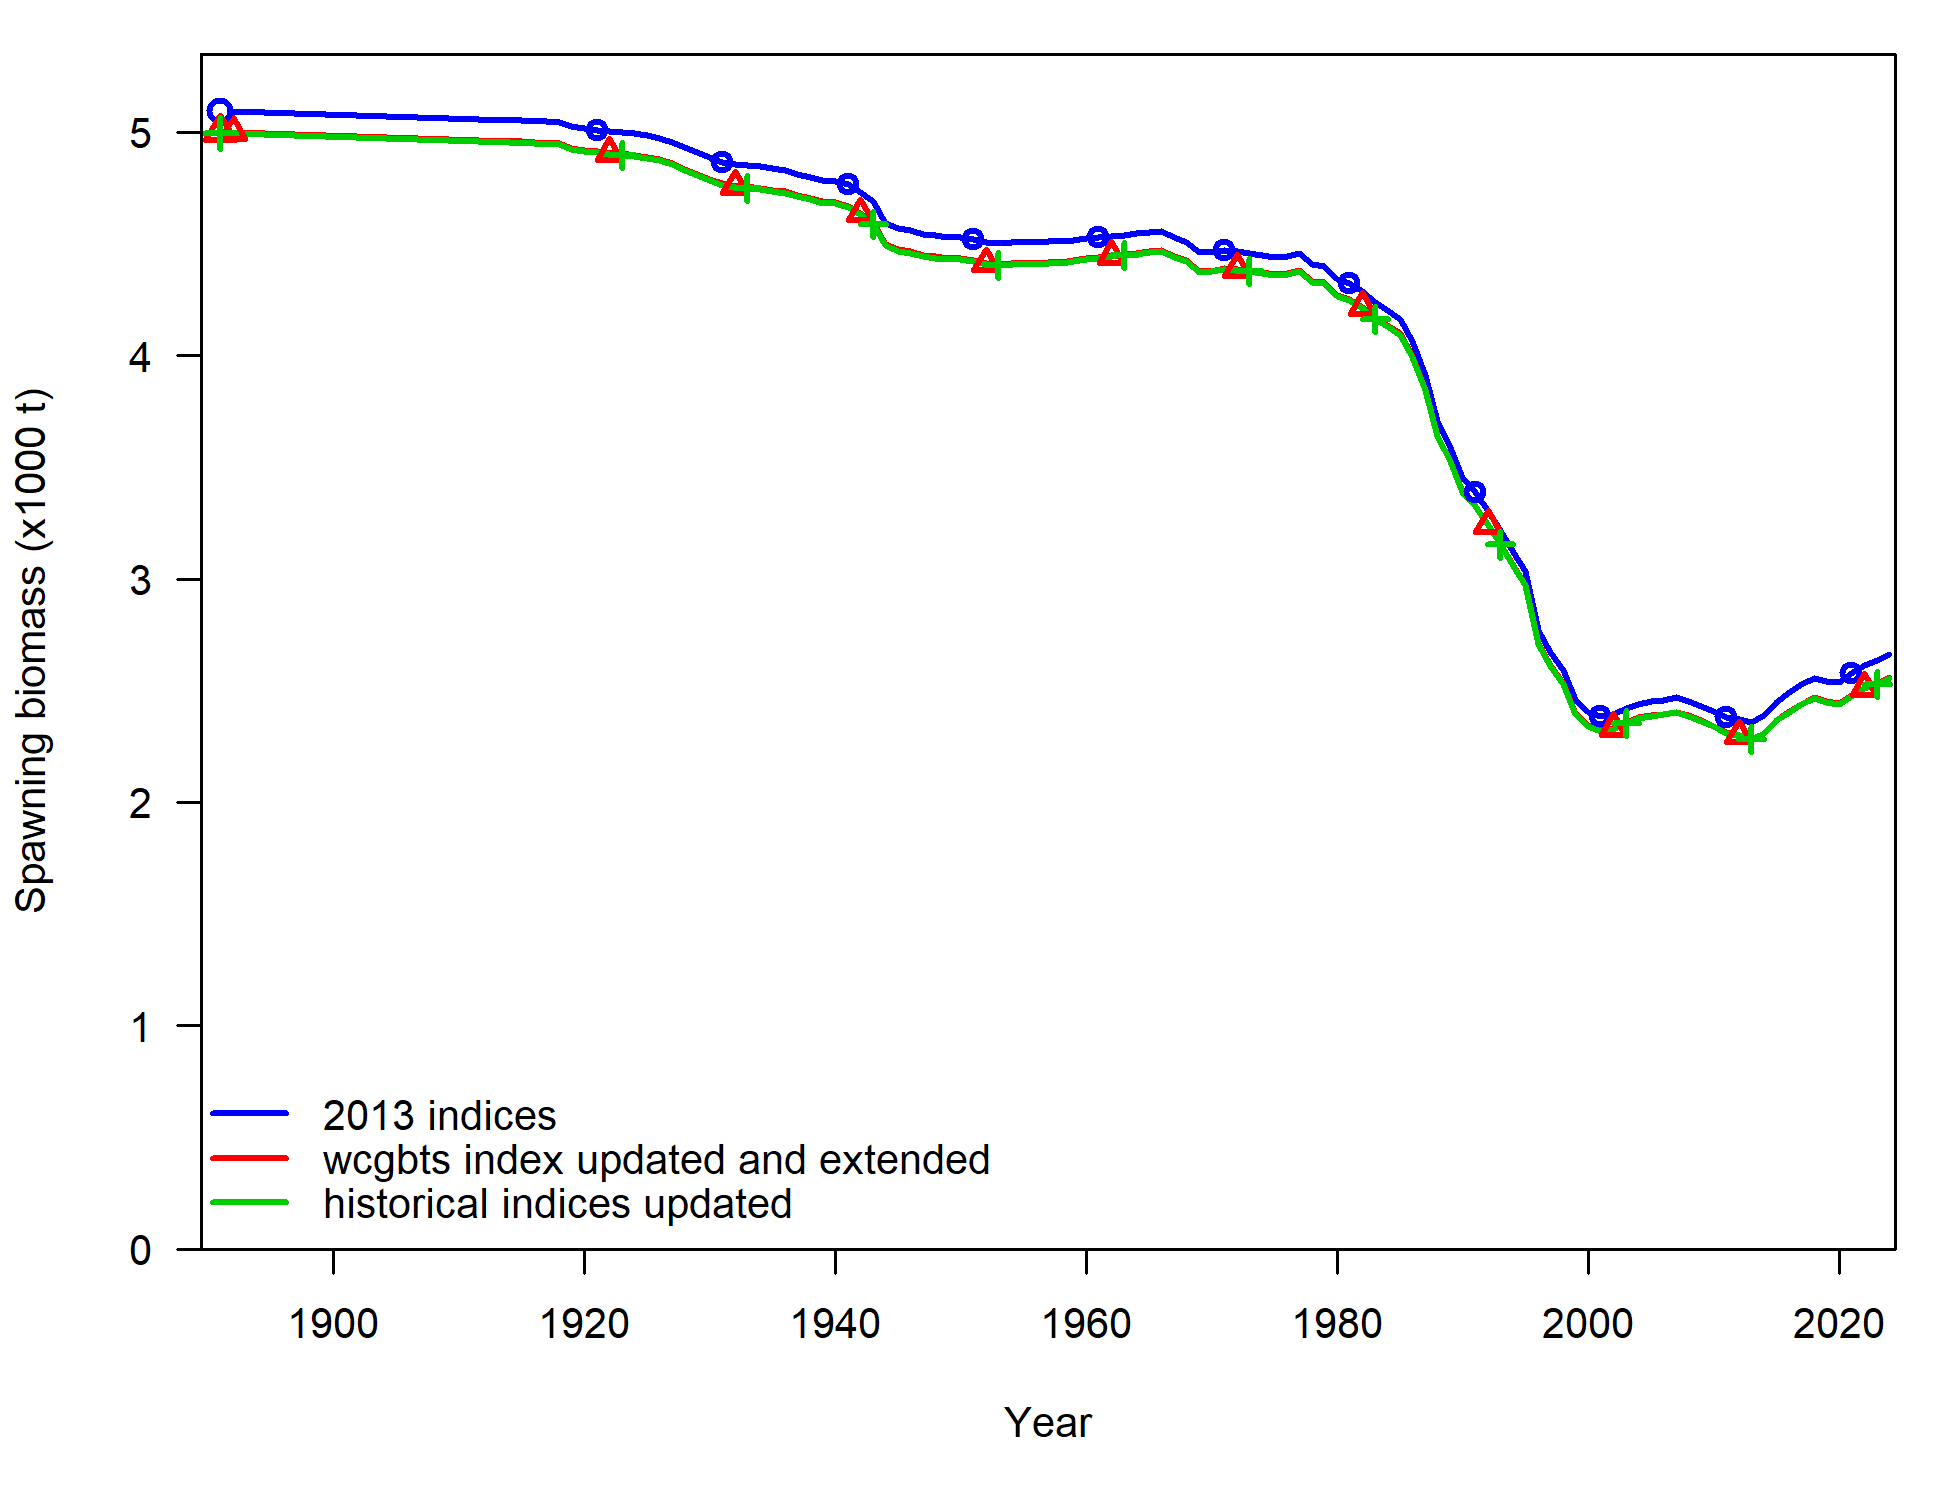 Spawning biomass (x1000 t)
5
4
3
2
1
0
2013 indices
wcgbts index updated and extended
historical indices updated
1900 1920 1940 1960 1980 2000 2020
Year